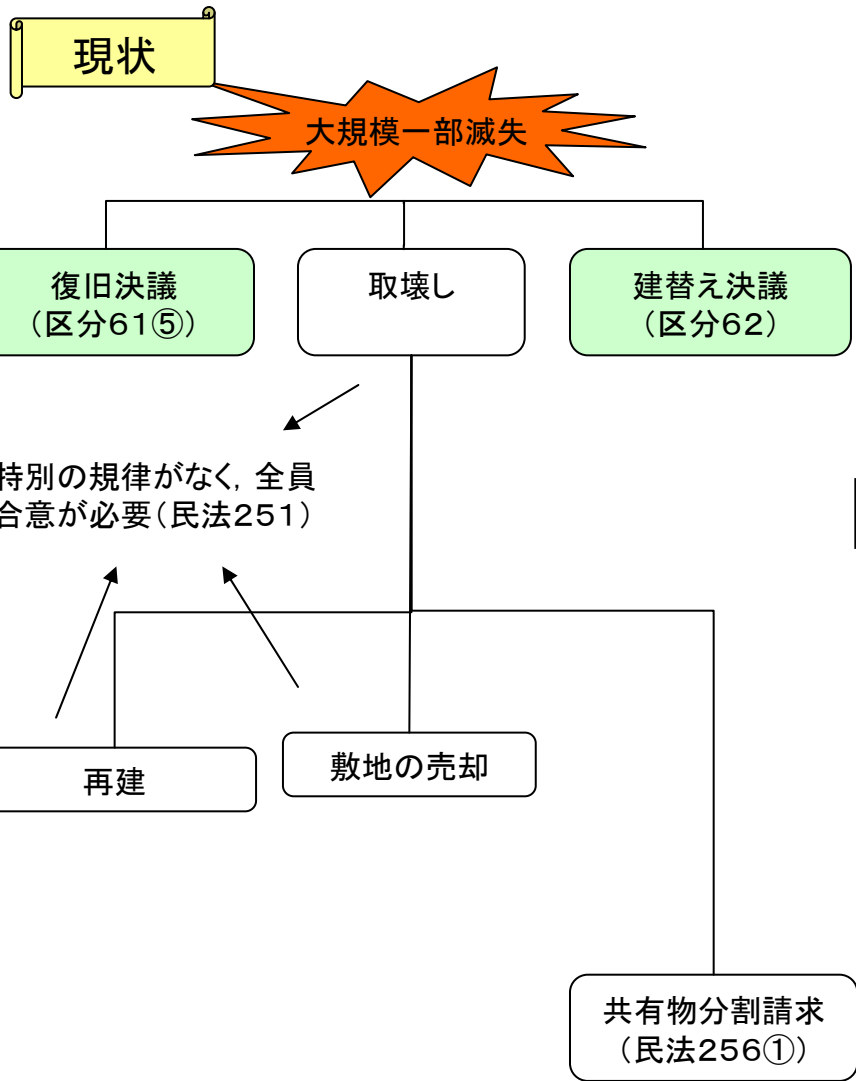 現状
大規模一部滅失
復旧決議
（区分61⑤）
取壊し
建替え決議
（区分62）
特別の規律がなく，全員
合意が必要（民法251）
再建
敷地の売却
共有物分割請求
（民法256①）